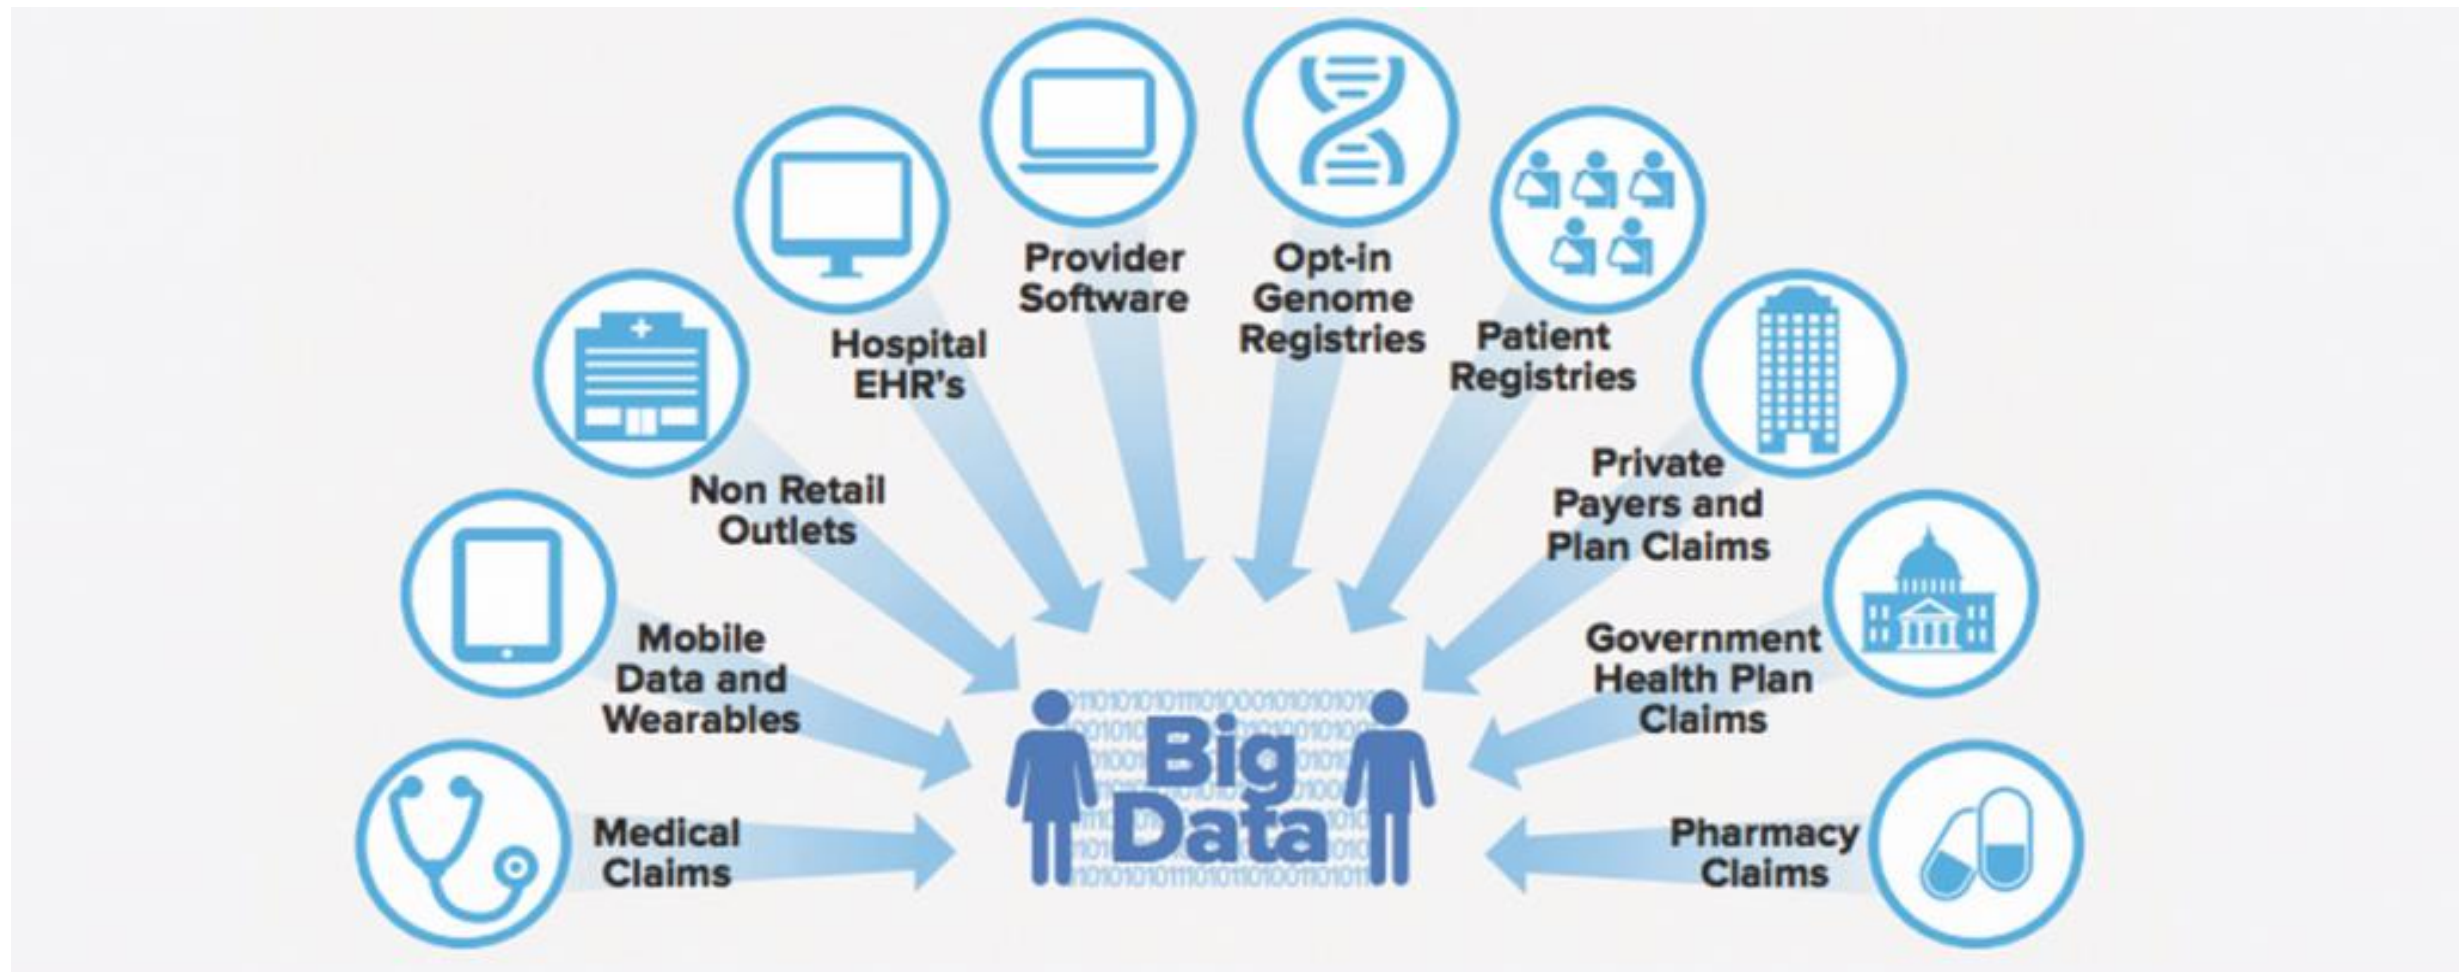 Provider
Software
Opt-in
Genome
Registries
Hospital
EHR's
Patient
Registries
Non Retail
Outlets
Private
Payers and
Plan Claims
Mobile
Data and
Wearables
Government
Health Plan
Claims
Medical
Claims
Big
Data
Pharmacy
Claims